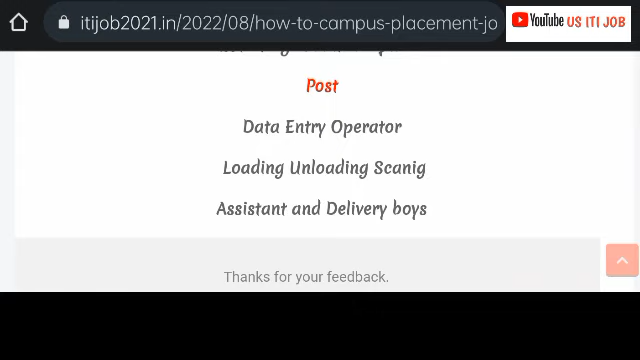 itijob2021.in/2022/08/how-to-campus-placement-jo
YouTube US ITI JOB
Post
Data Entry Operator
Loading Unloading Scanig
Assistant and Delivery boys
Thanks for your feedback.